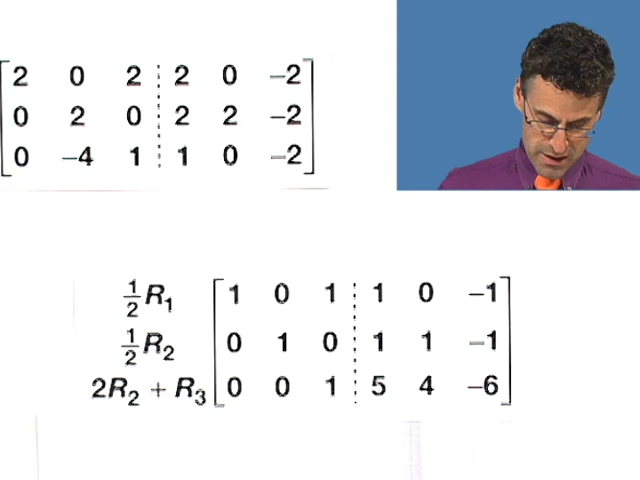 2 0 2 2 0 −2
0 2 0 2 2 −2
0 −4 1 1 0 −2
½R₁ 1 0 1 1 0 −1
½R₂ 0 1 0 1 1 −1
2R₂ + R₃ 0 0 1 5 4 −6